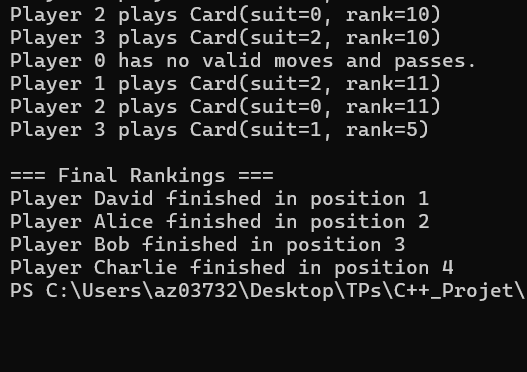 Player 2 plays Card(suit=0, rank=10)
Player 3 plays Card(suit=2, rank=10)
Player 0 has no valid moves and passes.
Player 1 plays Card(suit=2, rank=11)
Player 2 plays Card(suit=0, rank=11)
Player 3 plays Card(suit=1, rank=5)
=== Final Rankings ===
Player David finished in position 1
Player Alice finished in position 2
Player Bob finished in position 3
Player Charlie finished in position 4
PS C:\Users\az03732\Desktop\TPs\C++_Projet\